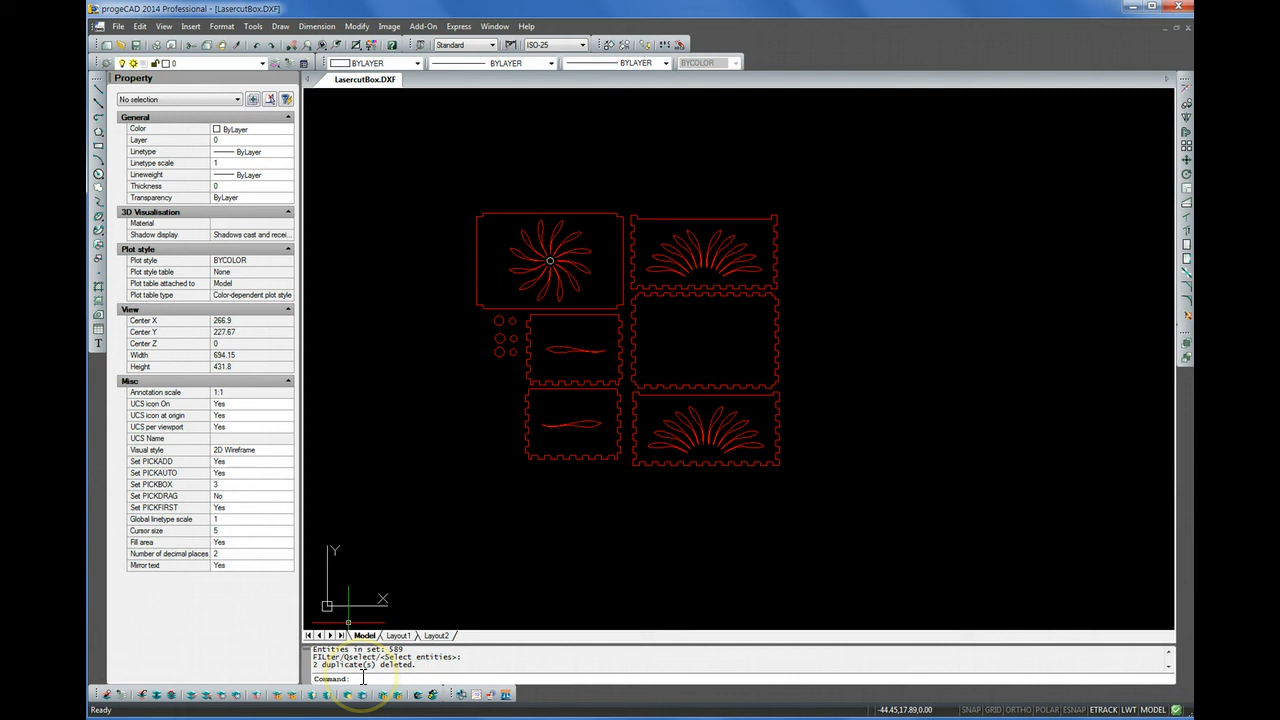 progeCAD 2014 Professional - [LasercutBox.DXF]
File Edit View Insert Format Tools Draw Dimension Modify Image Add-On Express Window Help
Standard ISO-25
0 BYLAYER BYLAYER BYLAYER BYCOLOR
Property
LasercutBox.DXF
No selection
General
Color ByLayer
Layer 0
Linetype ByLayer
Linetype scale 1
Lineweight ByLayer
Thickness 0
Transparency ByLayer
3D Visualisation
Material
Shadow display Shadows cast and recei...
Plot style
Plot style BYCOLOR
Plot style table None
Plot table attached to Model
Plot table type Color-dependent plot style
View
Center X 266.9
Center Y 227.67
Center Z 0
Width 694.15
Height 431.8
Misc
Annotation scale 1:1
UCS icon On Yes
UCS icon at origin Yes
UCS per viewport Yes
UCS Name
Visual style 2D Wireframe
Set PICKADD Yes
Set PICKAUTO Yes
Set PICKBOX 3
Set PICKDRAG No
Set PICKFIRST Yes
Global linetype scale 1
Cursor size 5
Fill area Yes
Number of decimal places 2
Mirror text Yes
Y
X
Model Layout1 Layout2
Entities in set: 589
FILter/Qselect/<Select entities>:
2 duplicate(s) deleted.
Command:
Ready -44.45,17.89,0.00 SNAP GRID ORTHO POLAR ESNAP ETRACK LWT MODEL